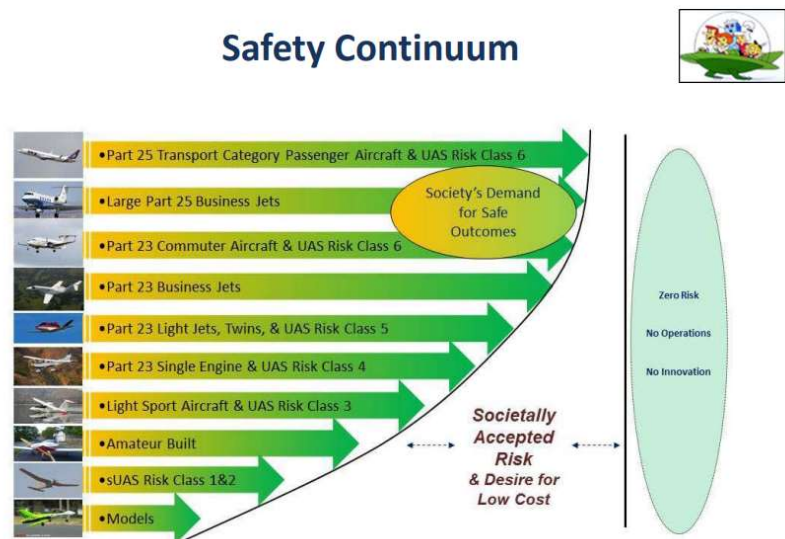 Safety Continuum
•Part 25 Transport Category Passenger Aircraft & UAS Risk Class 6
•Large Part 25 Business Jets
Society's Demand
for Safe
Outcomes
•Part 23 Commuter Aircraft & UAS Risk Class 6
•Part 23 Business Jets
•Part 23 Light Jets, Twins, & UAS Risk Class 5
•Part 23 Single Engine & UAS Risk Class 4
•Light Sport Aircraft & UAS Risk Class 3
•Amateur Built
•sUAS Risk Class 1&2
•Models
Societally
Accepted
Risk
& Desire for
Low Cost
Zero Risk
No Operations
No Innovation